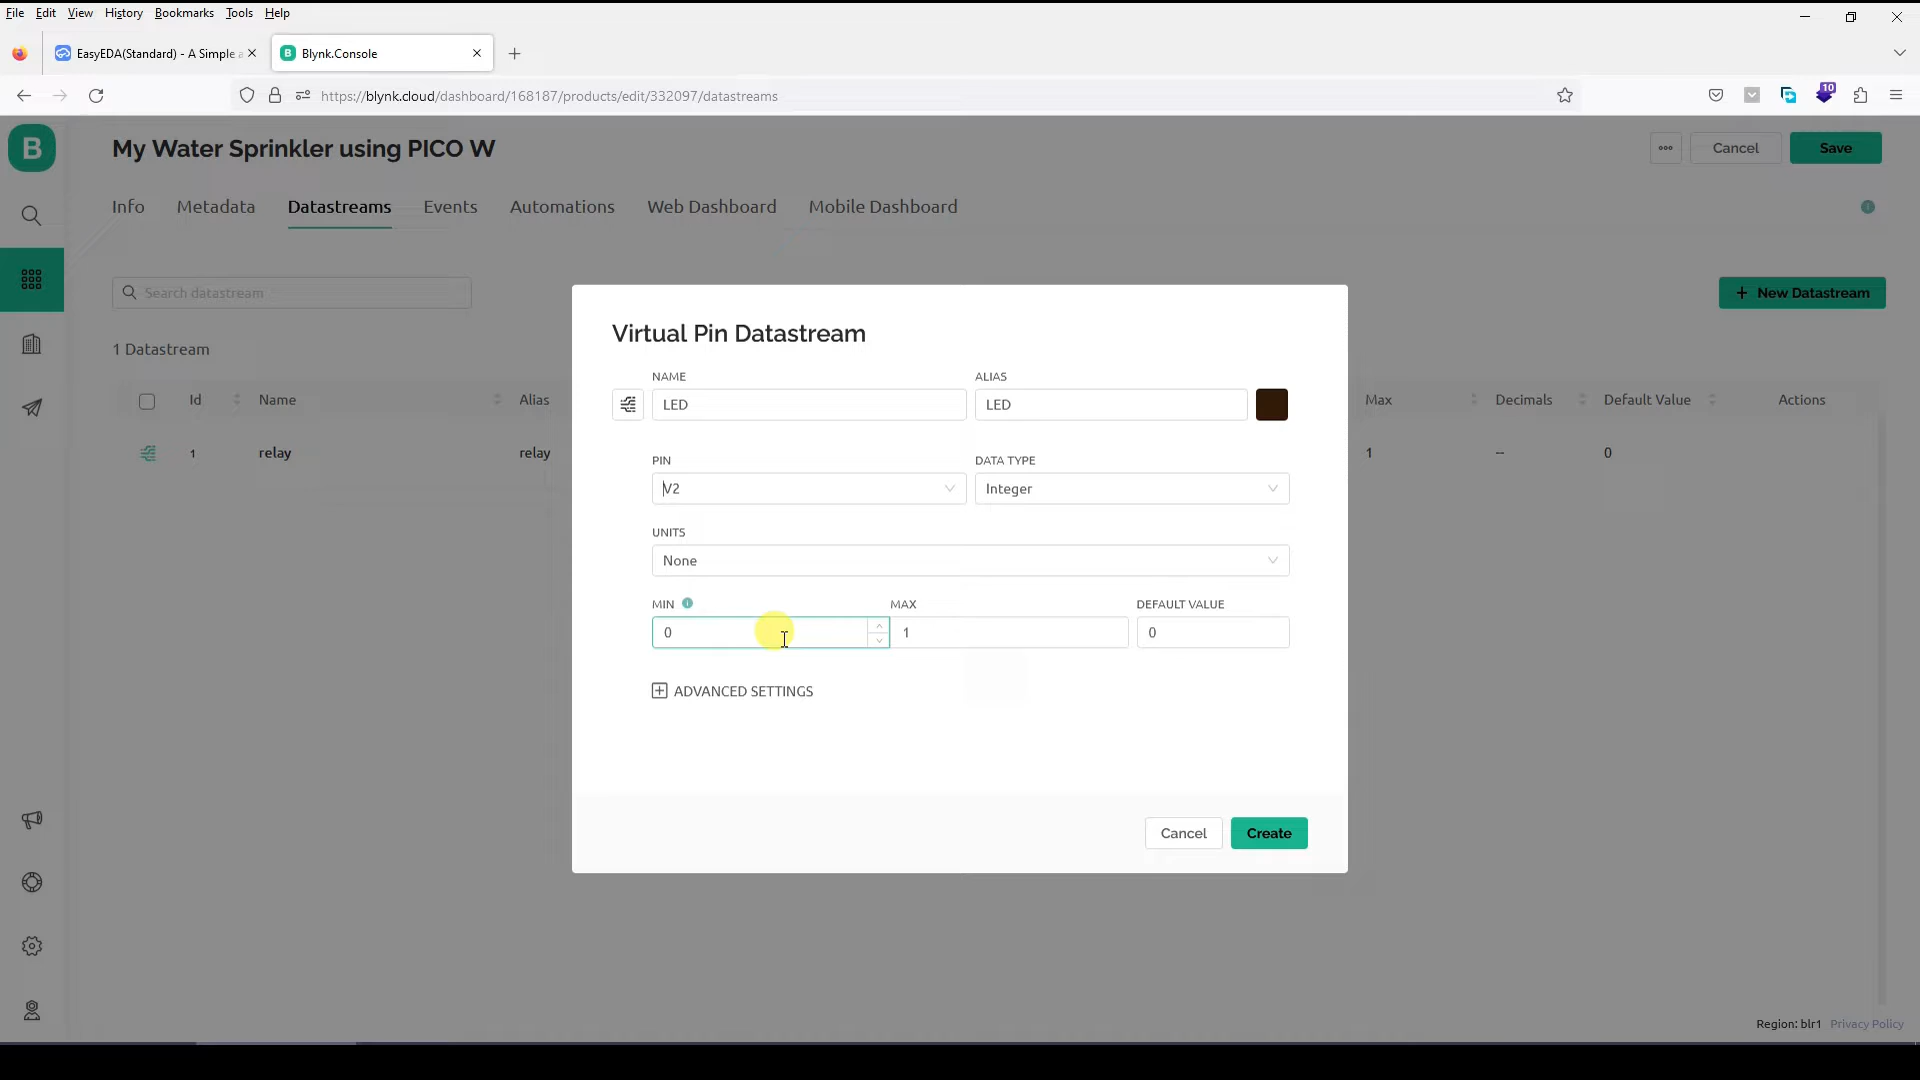 File Edit View History Bookmarks Tools Help
EasyEDA(Standard) - A Simple a
B Blynk.Console
https://blynk.cloud/dashboard/168187/products/edit/332097/datastreams
10
B
My Water Sprinkler using PICO W
Cancel
Save
Info Metadata Datastreams Events Automations Web Dashboard Mobile Dashboard
Search datastream
+ New Datastream
1 Datastream
Id Name Alias Max Decimals Default Value Actions
1 relay relay 1 -- 0
Virtual Pin Datastream
NAME ALIAS
LED LED
PIN DATA TYPE
V2 Integer
UNITS
None
MIN MAX DEFAULT VALUE
0 1 0
ADVANCED SETTINGS
Cancel Create
Region: blr1 Privacy Policy